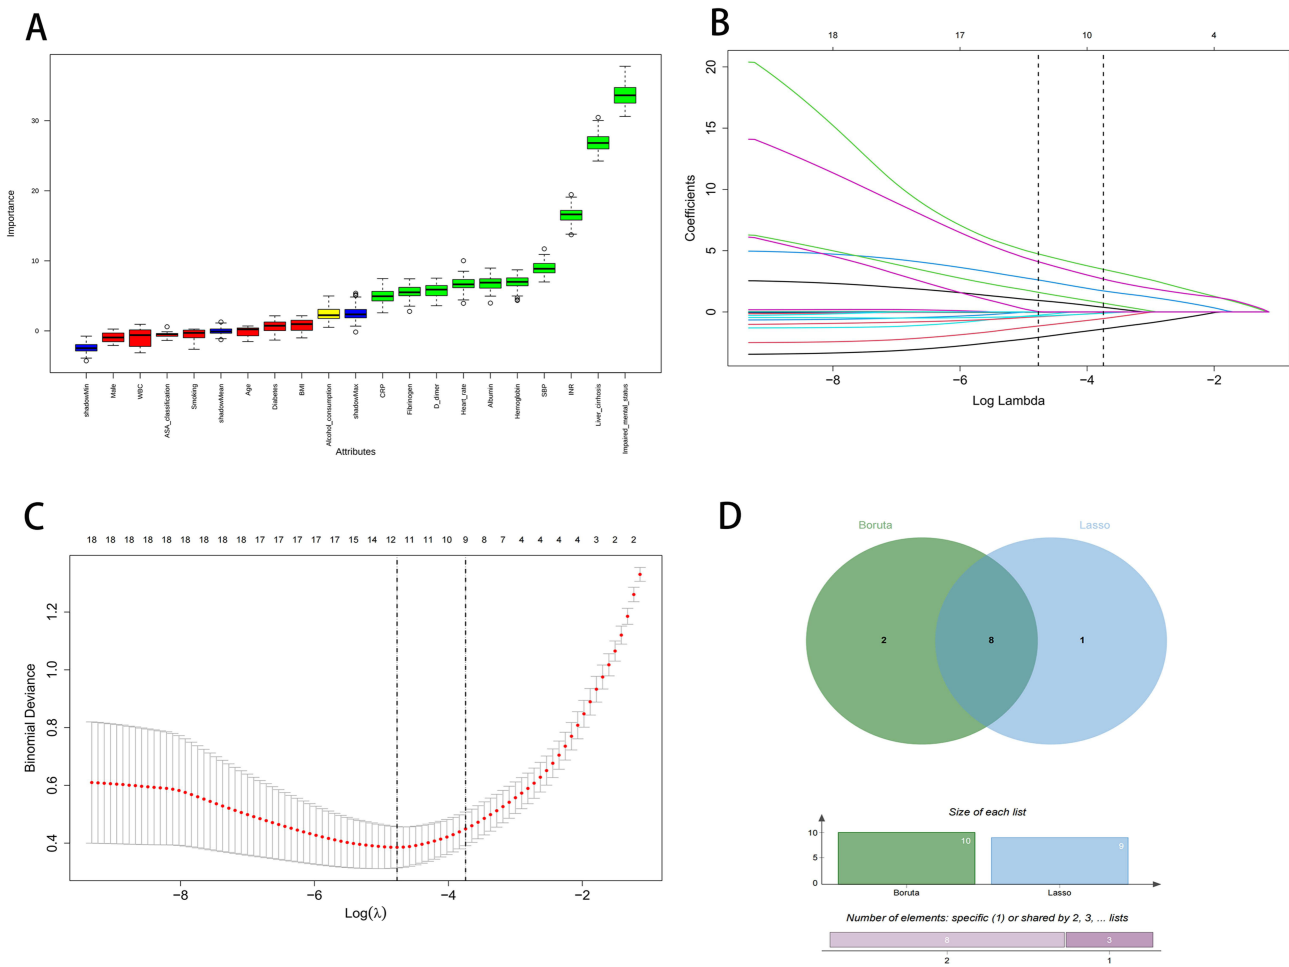 A
30
20
10
0
Importance
shadowMin
Male
WBC
ASA_classification
Smoking
shadowMean
Age
Diabetes
BMI
Alcohol_consumption
shadowMax
CRP
Fibrinogen
D_dimer
Heart_rate
Albumin
Hemoglobin
SBP
INR
Liver_cirrhosis
Impaired_mental_status
Attributes
B
18 17 10 4
20
15
10
5
0
Coefficients
−8 −6 −4 −2
Log Lambda
C
18 18 18 18 18 18 18 18 17 17 17 17 17 15 14 12 11 11 10 9 8 7 4 4 4 4 3 2 2
1.2
1.0
0.8
0.6
0.4
Binomial Deviance
−8 −6 −4 −2
Log(λ)
D
Boruta Lasso
2 8 1
Size of each list
10
5
0
10 9
Boruta Lasso
Number of elements: specific (1) or shared by 2, 3, ... lists
8 3
2 1